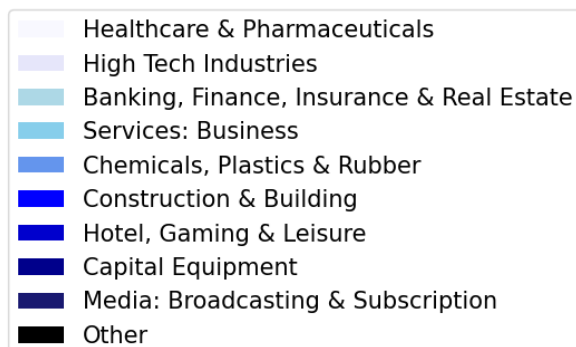 Healthcare & Pharmaceuticals
High Tech Industries
Banking, Finance, Insurance & Real Estate
Services: Business
Chemicals, Plastics & Rubber
Construction & Building
Hotel, Gaming & Leisure
Capital Equipment
Media: Broadcasting & Subscription
Other